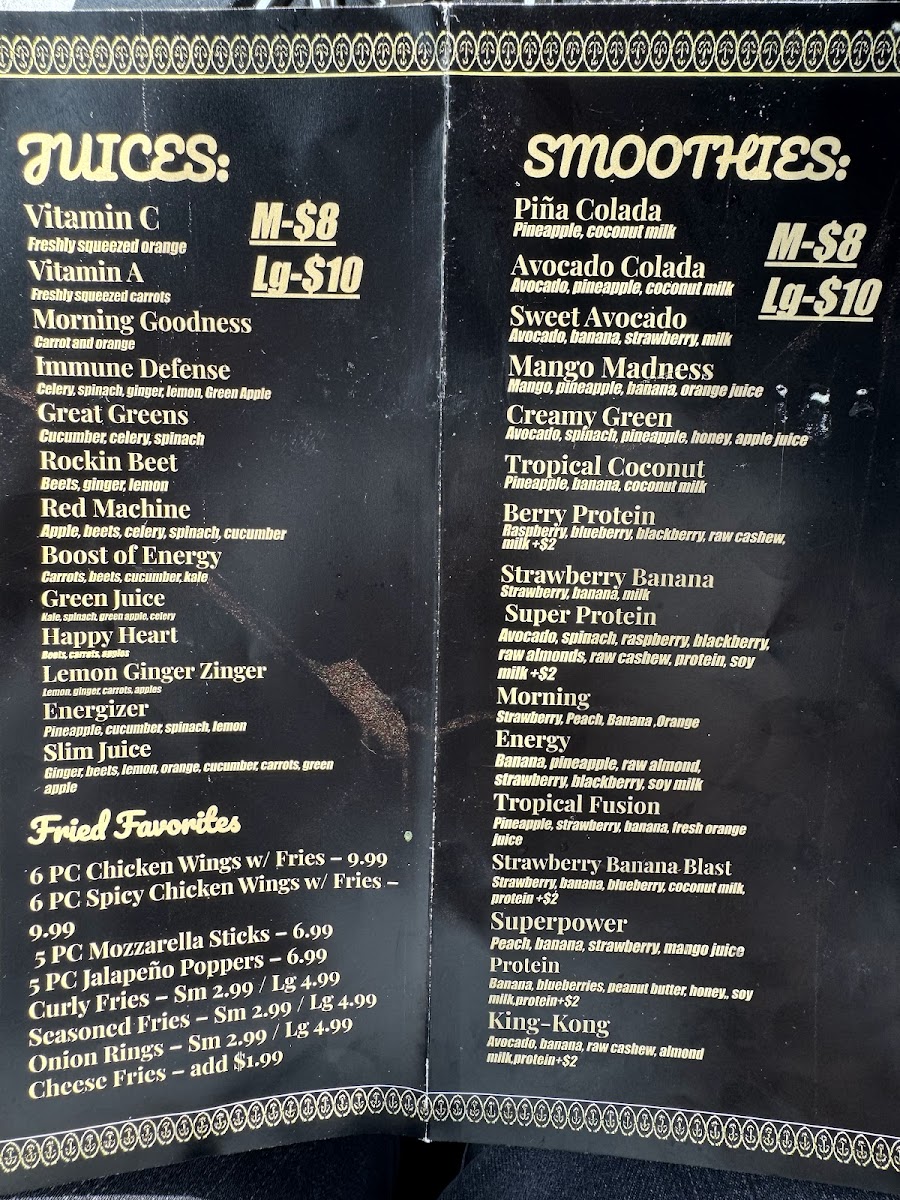 JUICES:
M-$8
Lg-$10
Vitamin C
Freshly squeezed orange
Vitamin A
Freshly squeezed carrots
Morning Goodness
Carrot and orange
Immune Defense
Celery, spinach, ginger, lemon, Green Apple
Great Greens
Cucumber, celery, spinach
Rockin Beet
Beets, ginger, lemon
Red Machine
Apple, beets, celery, spinach, cucumber
Boost of Energy
Carrots, beets, cucumber, kale
Green Juice
Kale, spinach, green apple, celery
Happy Heart
Beets, carrots, apples
Lemon Ginger Zinger
Lemon, ginger, carrots, apples
Energizer
Pineapple, cucumber, spinach, lemon
Slim Juice
Ginger, beets, lemon, orange, cucumber, carrots, green
apple
Fried Favorites
6 PC Chicken Wings w/ Fries – 9.99
6 PC Spicy Chicken Wings w/ Fries –
9.99
5 PC Mozzarella Sticks – 6.99
5 PC Jalapeño Poppers – 6.99
Curly Fries – Sm 2.99 / Lg 4.99
Seasoned Fries – Sm 2.99 / Lg 4.99
Onion Rings – Sm 2.99 / Lg 4.99
Cheese Fries – add $1.99
SMOOTHIES:
M-$8
Lg-$10
Piña Colada
Pineapple, coconut milk
Avocado Colada
Avocado, pineapple, coconut milk
Sweet Avocado
Avocado, banana, strawberry, milk
Mango Madness
Mango, pineapple, banana, orange juice
Creamy Green
Avocado, spinach, pineapple, honey, apple juice
Tropical Coconut
Pineapple, banana, coconut milk
Berry Protein
Raspberry, blueberry, blackberry, raw cashew,
milk +$2
Strawberry Banana
Strawberry, banana, milk
Super Protein
Avocado, spinach, raspberry, blackberry,
raw almonds, raw cashew, protein, soy
milk +$2
Morning
Strawberry, Peach, Banana ,Orange
Energy
Banana, pineapple, raw almond,
strawberry, blackberry, soy milk
Tropical Fusion
Pineapple, strawberry, banana, fresh orange
juice
Strawberry Banana Blast
Strawberry, banana, blueberry, coconut milk,
protein +$2
Superpower
Peach, banana, strawberry, mango juice
Protein
Banana, blueberries, peanut butter, honey,, soy
milk,protein+$2
King-Kong
Avocado, banana, raw cashew, almond
milk,protein+$2